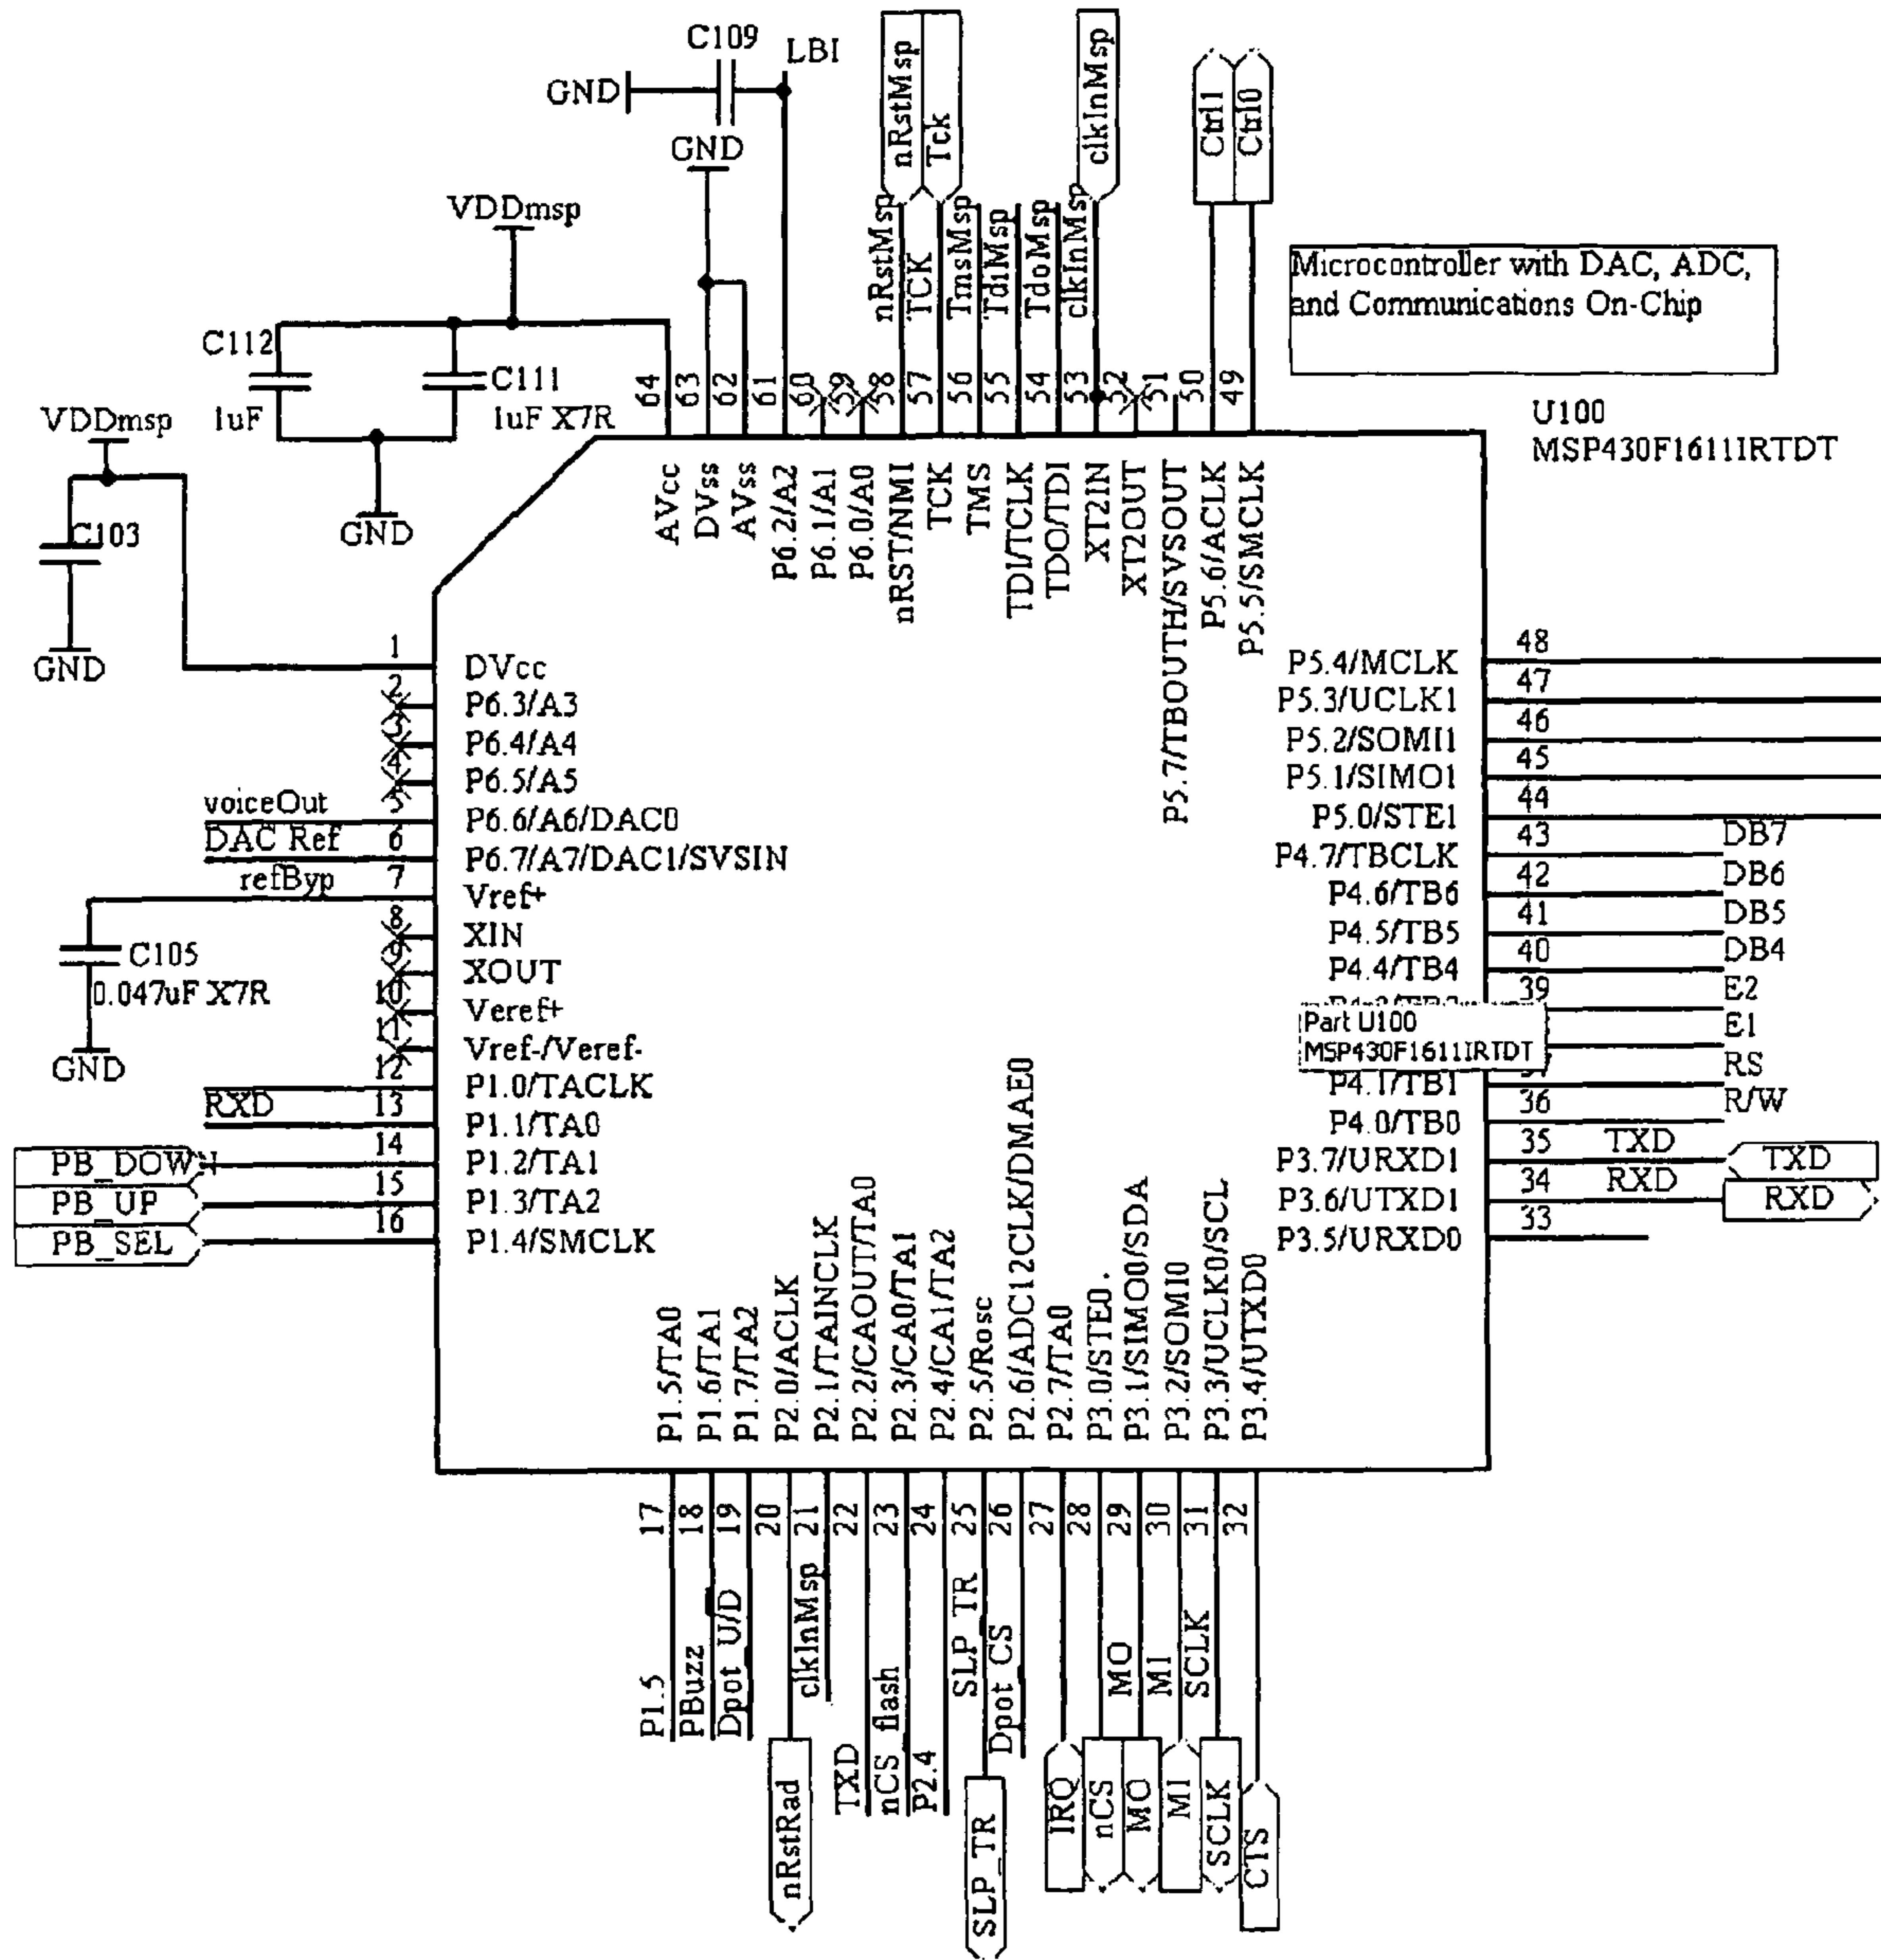 C109
LBI
GND
GND
VDDmsp
C112
1uF
C111
1uF X7R
GND
VDDmsp
C103
GND
nRstMsp
Tck
clkInMsp
Ctrl1
Ctrl0
nRstMsp
TCK
TmsMsp
TdiMsp
TdoMsp
clkInMsp
Microcontroller with DAC, ADC,
and Communications On-Chip
U100
MSP430F1611IRTDT
64
63
62
61
60
59
58
57
56
55
54
53
52
51
50
49
AVcc
DVss
AVss
P6.2/A2
P6.1/A1
P6.0/A0
nRST/NMI
TCK
TMS
TDI/TCLK
TDO/TDI
XT2IN
XT2OUT
P5.7/TBOUTH/SVSOUT
P5.6/ACLK
P5.5/SMCLK
1 DVcc
2 P6.3/A3
3 P6.4/A4
4 P6.5/A5
voiceOut 5 P6.6/A6/DAC0
DAC Ref 6 P6.7/A7/DAC1/SVSIN
refByp 7 Vref+
8 XIN
9 XOUT
10 Veref+
11 Vref-/Veref-
12 P1.0/TACLK
RXD 13 P1.1/TA0
PB_DOWN 14 P1.2/TA1
PB_UP 15 P1.3/TA2
PB_SEL 16 P1.4/SMCLK
C105
0.047uF X7R
GND
P5.4/MCLK 48
P5.3/UCLK1 47
P5.2/SOMI1 46
P5.1/SIMO1 45
P5.0/STE1 44
P4.7/TBCLK 43 DB7
P4.6/TB6 42 DB6
P4.5/TB5 41 DB5
P4.4/TB4 40 DB4
39 E2
E1
Part U100
MSP430F1611IRTDT
P4.1/TB1 RS
P4.0/TB0 36 R/W
P3.7/URXD1 35 TXD TXD
P3.6/UTXD1 34 RXD RXD
P3.5/URXD0 33
P1.5/TA0
P1.6/TA1
P1.7/TA2
P2.0/ACLK
P2.1/TAINCLK
P2.2/CAOUT/TA0
P2.3/CA0/TA1
P2.4/CA1/TA2
P2.5/Rosc
P2.6/ADC12CLK/DMAE0
P2.7/TA0
P3.0/STE0.
P3.1/SIMO0/SDA
P3.2/SOMI0
P3.3/UCLK0/SCL
P3.4/UTXD0
17
18
19
20
21
22
23
24
25
26
27
28
29
30
31
32
P1.5
PBuzz
Dpot U/D
clkInMsp
TXD
nCS flash
P2.4
SLP_TR
Dpot CS
MO
MI
SCLK
nRstRad
SLP_TR
IRQ
nCS
MO
MI
SCLK
CTS